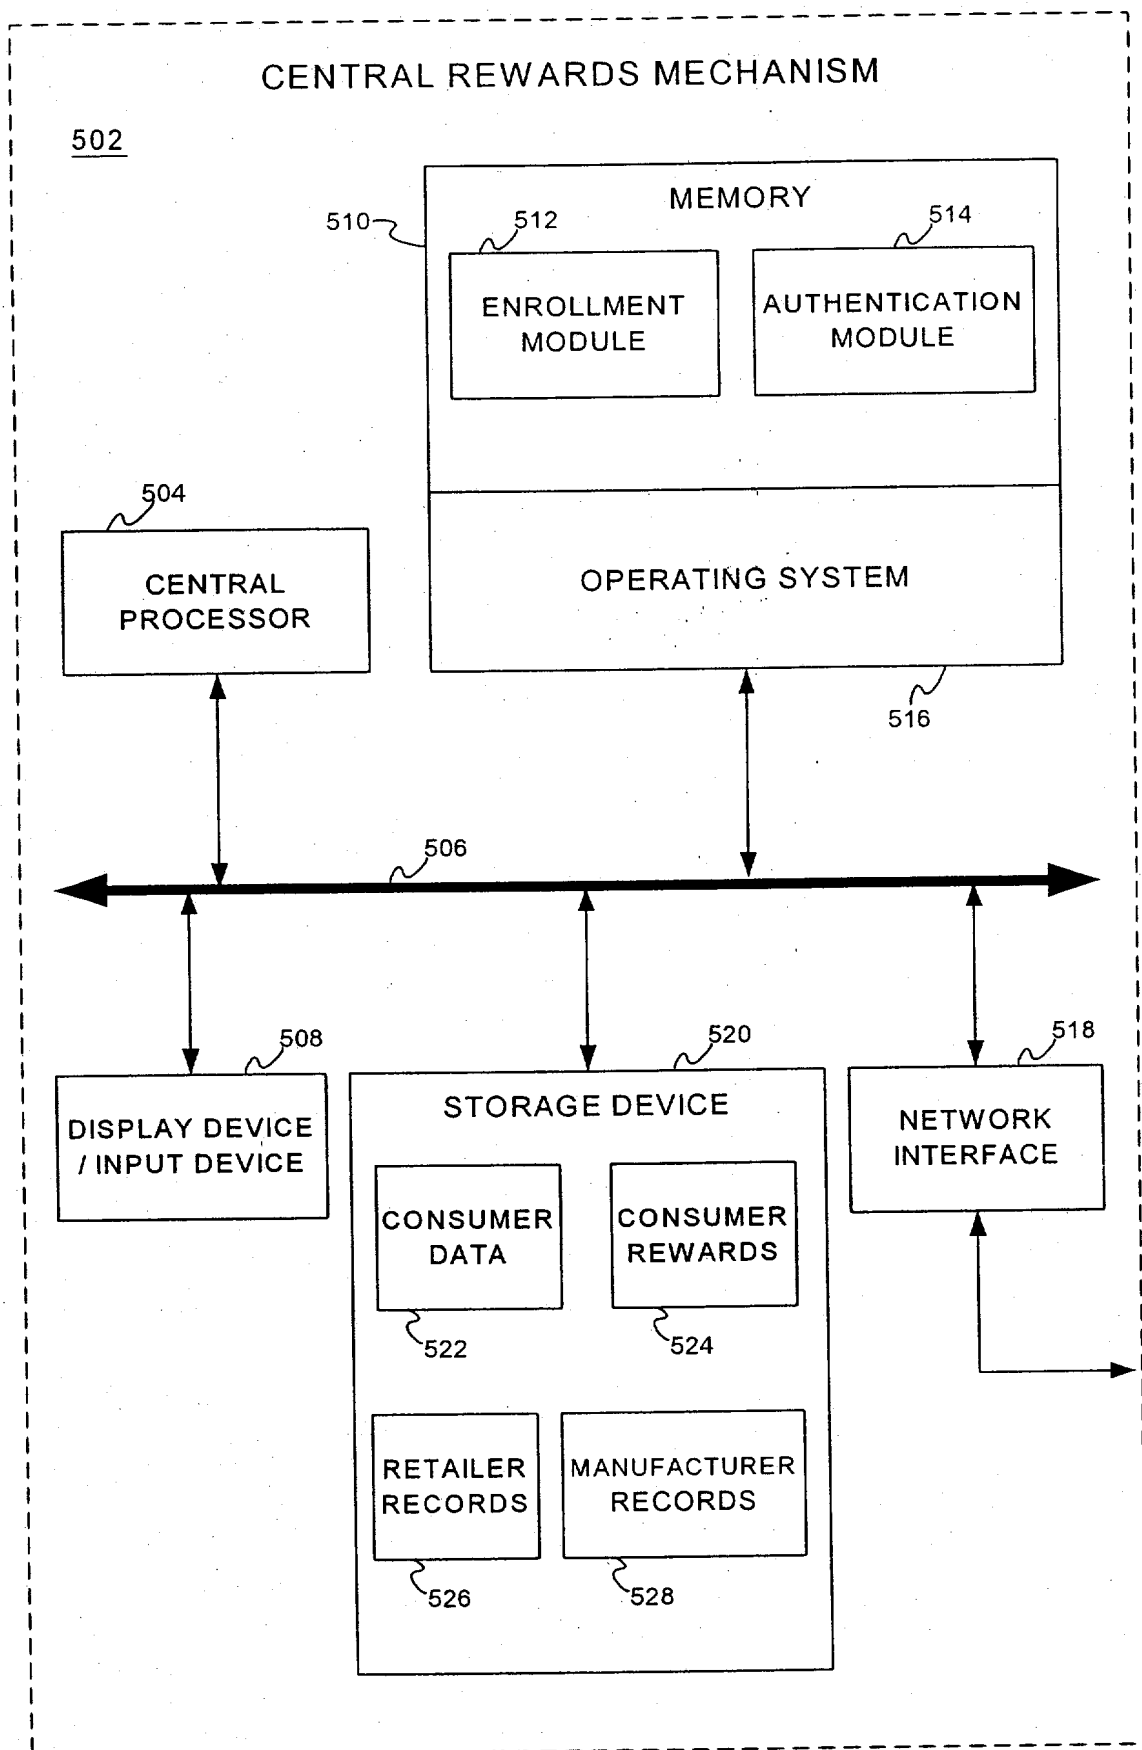 CENTRAL REWARDS MECHANISM
502
MEMORY
510
512
514
ENROLLMENT
MODULE
AUTHENTICATION
MODULE
504
CENTRAL
PROCESSOR
OPERATING SYSTEM
516
506
508
520
518
DISPLAY DEVICE
/ INPUT DEVICE
STORAGE DEVICE
NETWORK
INTERFACE
CONSUMER
DATA
CONSUMER
REWARDS
522
524
RETAILER
RECORDS
MANUFACTURER
RECORDS
526
528